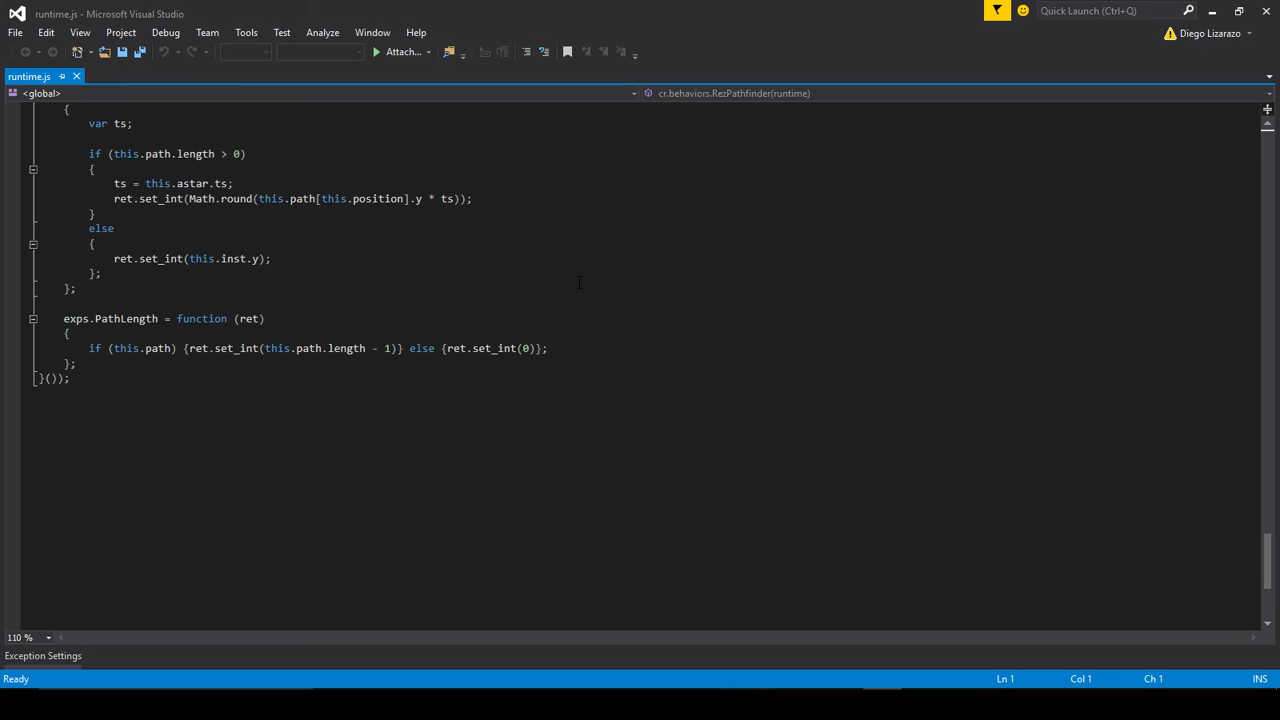 runtime.js - Microsoft Visual Studio
Quick Launch (Ctrl+Q)
File Edit View Project Debug Team Tools Test Analyze Window Help
Diego Lizarazo
Attach...
runtime.js
<global>
cr.behaviors.RezPathfinder(runtime)
{
var ts;
if (this.path.length > 0)
{
ts = this.astar.ts;
ret.set_int(Math.round(this.path[this.position].y * ts));
}
else
{
ret.set_int(this.inst.y);
};
};
exps.PathLength = function (ret)
{
if (this.path) {ret.set_int(this.path.length - 1)} else {ret.set_int(0)};
};
}());
110 %
Exception Settings
Ready
Ln 1 Col 1 Ch 1 INS